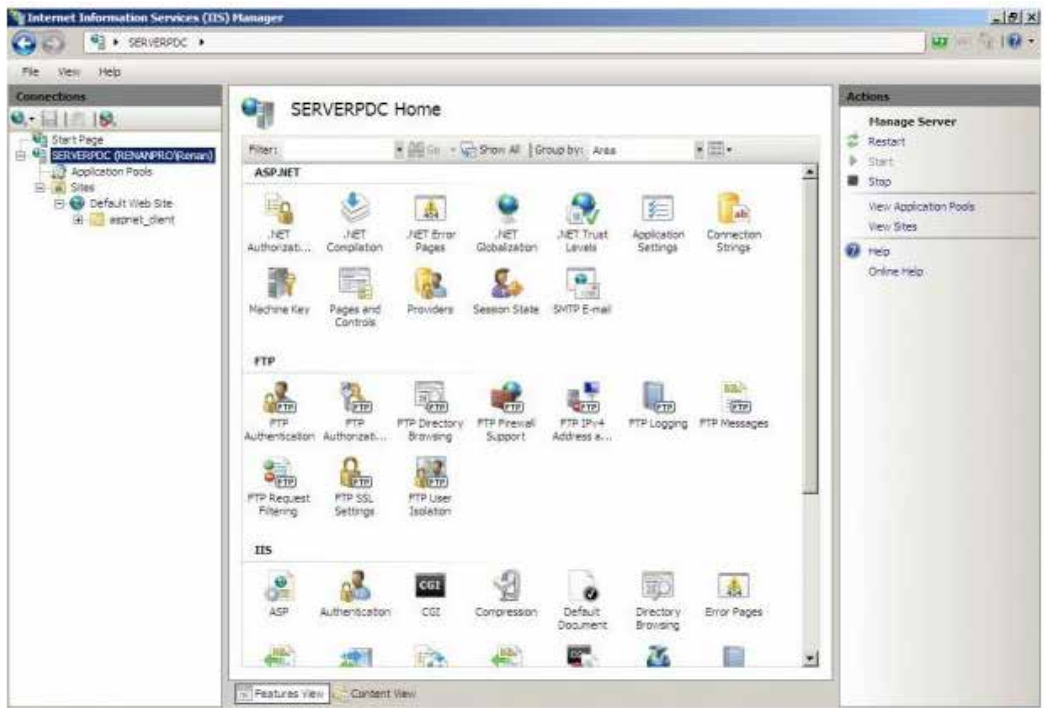 Internet Information Services (IIS) Manager
SERVERPDC
File View Help
Connections
Start Page
SERVERPDC (RENANPRO\Renan)
Application Pools
Sites
Default Web Site
aspnet_client
SERVERPDC Home
Filter: Go Show All Group by: Area
ASP.NET
.NET Authorizati...
.NET Compilation
.NET Error Pages
.NET Globalization
.NET Trust Levels
Application Settings
Connection Strings
Machine Key
Pages and Controls
Providers
Session State
SMTP E-mail
FTP
FTP Authentication
FTP Authorizati...
FTP Directory Browsing
FTP Firewall Support
FTP IPv4 Address a...
FTP Logging
FTP Messages
FTP Request Filtering
FTP SSL Settings
FTP User Isolation
IIS
ASP
Authentication
CGI
Compression
Default Document
Directory Browsing
Error Pages
Features View Content View
Actions
Manage Server
Restart
Start
Stop
View Application Pools
View Sites
Help
Online Help